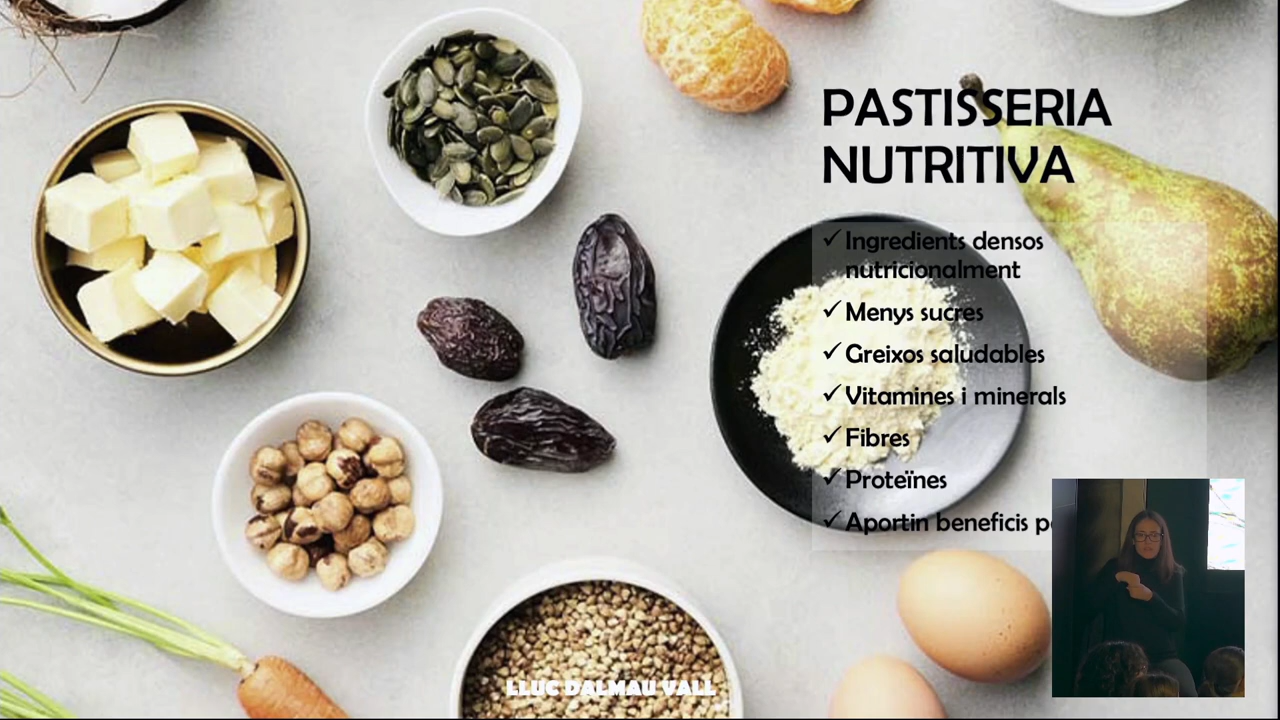 PASTISSERIA
NUTRITIVA
✓ Ingredients densos
nutricionalment
✓ Menys sucres
✓ Greixos saludables
✓ Vitamines i minerals
✓ Fibres
✓ Proteïnes
✓ Aportin beneficis
LLUC DALMAU VALL